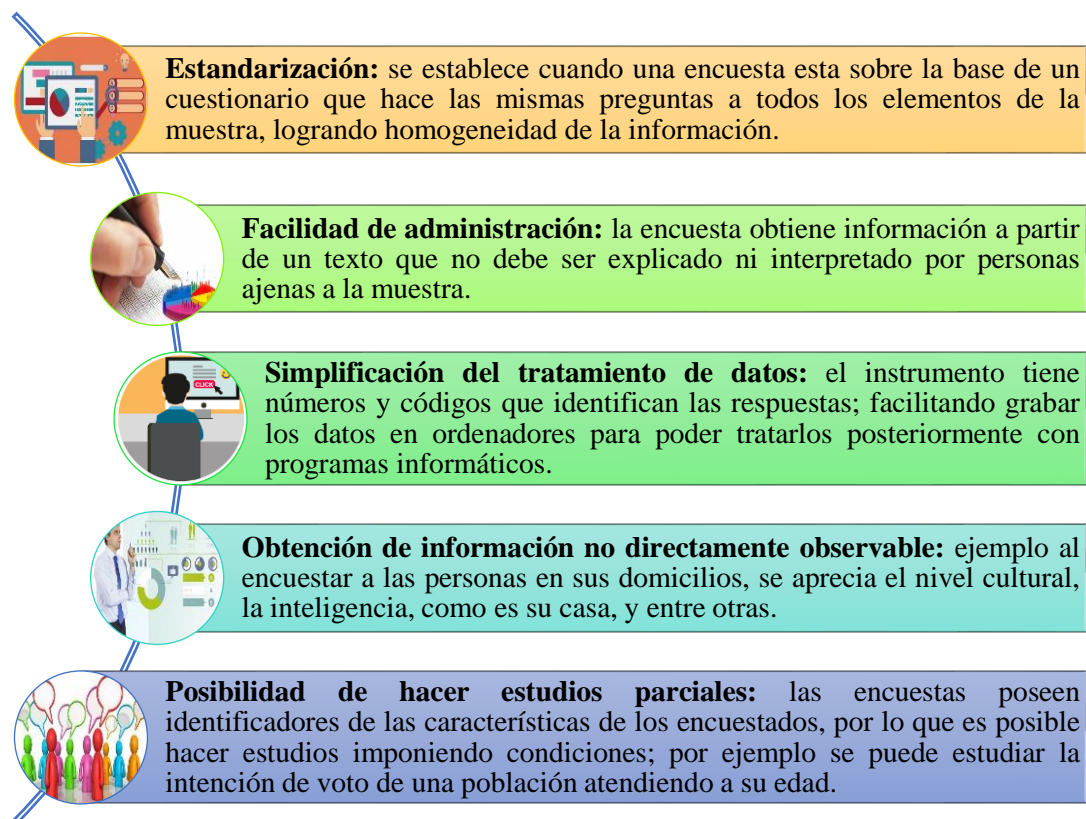 Estandarización: se establece cuando una encuesta esta sobre la base de un
cuestionario que hace las mismas preguntas a todos los elementos de la
muestra, logrando homogeneidad de la información.
Facilidad de administración: la encuesta obtiene información a partir
de un texto que no debe ser explicado ni interpretado por personas
ajenas a la muestra.
CLICK
Simplificación del tratamiento de datos: el instrumento tiene
números y códigos que identifican las respuestas; facilitando grabar
los datos en ordenadores para poder tratarlos posteriormente con
programas informáticos.
Obtención de información no directamente observable: ejemplo al
encuestar a las personas en sus domicilios, se aprecia el nivel cultural,
la inteligencia, como es su casa, y entre otras.
Posibilidad de hacer estudios parciales: las encuestas poseen
identificadores de las características de los encuestados, por lo que es posible
hacer estudios imponiendo condiciones; por ejemplo se puede estudiar la
intención de voto de una población atendiendo a su edad.